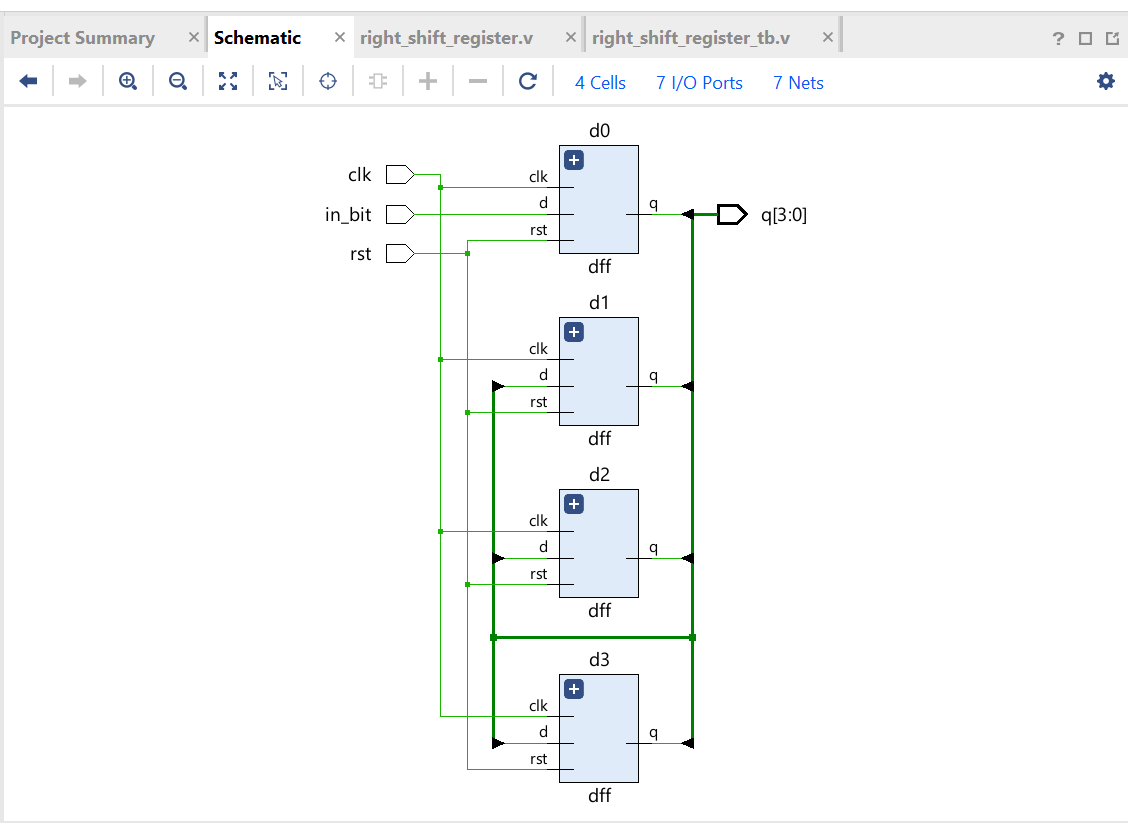 Project Summary × Schematic × right_shift_register.v × right_shift_register_tb.v × ?
4 Cells 7 I/O Ports 7 Nets
d0
clk clk
in_bit d q q[3:0]
rst rst
dff
d1
clk
d q
rst
dff
d2
clk
d q
rst
dff
d3
clk
d q
rst
dff